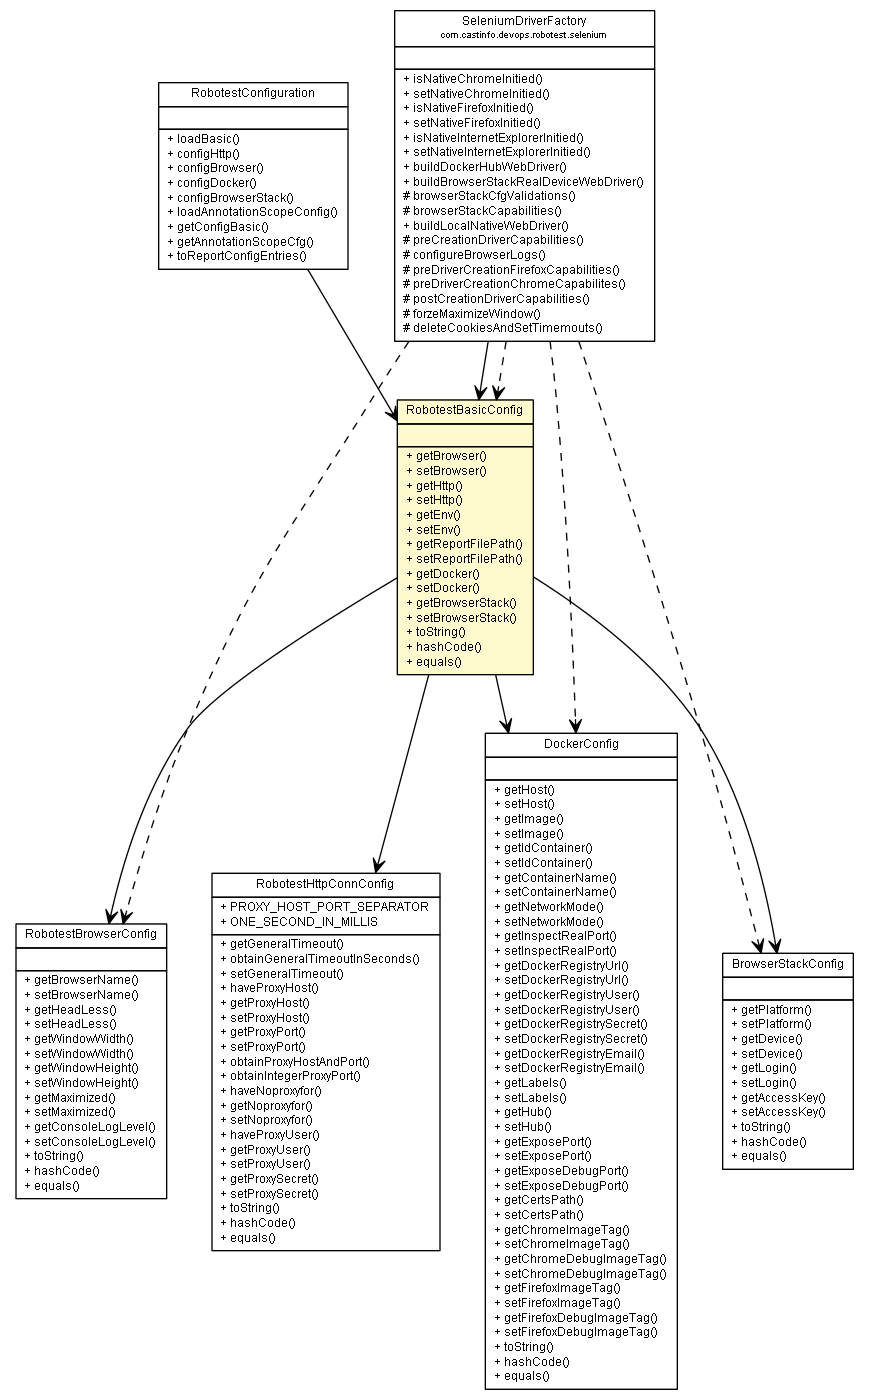 SeleniumDriverFactory
com.castinfo.devops.robotest.selenium
+ isNativeChromeInitied()
+ setNativeChromeInitied()
+ isNativeFirefoxInitied()
+ setNativeFirefoxInitied()
+ isNativeInternetExplorerInitied()
+ setNativeInternetExplorerInitied()
+ buildDockerHubWebDriver()
+ buildBrowserStackRealDeviceWebDriver()
# browserStackCfgValidations()
# browserStackCapabilities()
+ buildLocalNativeWebDriver()
# preCreationDriverCapabilities()
# configureBrowserLogs()
# preDriverCreationFirefoxCapabilities()
# preDriverCreationChromeCapabilites()
# postCreationDriverCapabilities()
# forzeMaximizeWindow()
# deleteCookiesAndSetTimemouts()
RobotestConfiguration
+ loadBasic()
+ configHttp()
+ configBrowser()
+ configDocker()
+ configBrowserStack()
+ loadAnnotationScopeConfig()
+ getConfigBasic()
+ getAnnotationScopeCfg()
+ toReportConfigEntries()
RobotestBasicConfig
+ getBrowser()
+ setBrowser()
+ getHttp()
+ setHttp()
+ getEnv()
+ setEnv()
+ getReportFilePath()
+ setReportFilePath()
+ getDocker()
+ setDocker()
+ getBrowserStack()
+ setBrowserStack()
+ toString()
+ hashCode()
+ equals()
RobotestBrowserConfig
+ getBrowserName()
+ setBrowserName()
+ getHeadLess()
+ setHeadLess()
+ getWindowWidth()
+ setWindowWidth()
+ getWindowHeight()
+ setWindowHeight()
+ getMaximized()
+ setMaximized()
+ getConsoleLogLevel()
+ setConsoleLogLevel()
+ toString()
+ hashCode()
+ equals()
RobotestHttpConnConfig
+ PROXY_HOST_PORT_SEPARATOR
+ ONE_SECOND_IN_MILLIS
+ getGeneralTimeout()
+ obtainGeneralTimeoutInSeconds()
+ setGeneralTimeout()
+ haveProxyHost()
+ getProxyHost()
+ setProxyHost()
+ getProxyPort()
+ setProxyPort()
+ obtainProxyHostAndPort()
+ obtainIntegerProxyPort()
+ haveNoproxyfor()
+ getNoproxyfor()
+ setNoproxyfor()
+ haveProxyUser()
+ getProxyUser()
+ setProxyUser()
+ getProxySecret()
+ setProxySecret()
+ toString()
+ hashCode()
+ equals()
DockerConfig
+ getHost()
+ setHost()
+ getImage()
+ setImage()
+ getIdContainer()
+ setIdContainer()
+ getContainerName()
+ setContainerName()
+ getNetworkMode()
+ setNetworkMode()
+ getInspectRealPort()
+ setInspectRealPort()
+ getDockerRegistryUrl()
+ setDockerRegistryUrl()
+ getDockerRegistryUser()
+ setDockerRegistryUser()
+ getDockerRegistrySecret()
+ setDockerRegistrySecret()
+ getDockerRegistryEmail()
+ setDockerRegistryEmail()
+ getLabels()
+ setLabels()
+ getHub()
+ setHub()
+ getExposePort()
+ setExposePort()
+ getExposeDebugPort()
+ setExposeDebugPort()
+ getCertsPath()
+ setCertsPath()
+ getChromeImageTag()
+ setChromeImageTag()
+ getChromeDebugImageTag()
+ setChromeDebugImageTag()
+ getFirefoxImageTag()
+ setFirefoxImageTag()
+ getFirefoxDebugImageTag()
+ setFirefoxDebugImageTag()
+ toString()
+ hashCode()
+ equals()
BrowserStackConfig
+ getPlatform()
+ setPlatform()
+ getDevice()
+ setDevice()
+ getLogin()
+ setLogin()
+ getAccessKey()
+ setAccessKey()
+ toString()
+ hashCode()
+ equals()